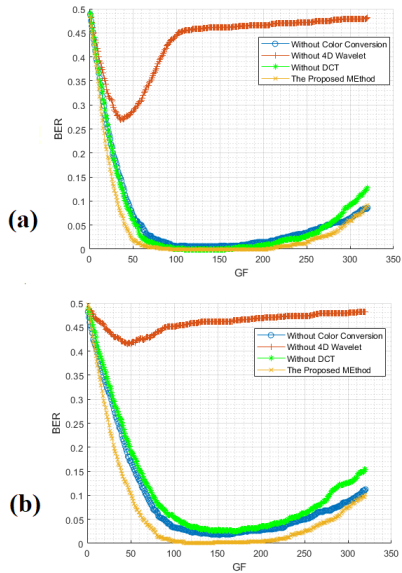 0.5
0.45
0.4
0.35
0.3
0.25
0.2
0.15
0.1
0.05
0
BER
0 50 100 150 200 250 300 350
GF
Without Color Conversion
Without 4D Wavelet
Without DCT
The Proposed MEthod
(a)
0.5
0.45
0.4
0.35
0.3
0.25
0.2
0.15
0.1
0.05
0
BER
0 50 100 150 200 250 300 350
GF
Without Color Conversion
Without 4D Wavelet
Without DCT
The Proposed MEthod
(b)